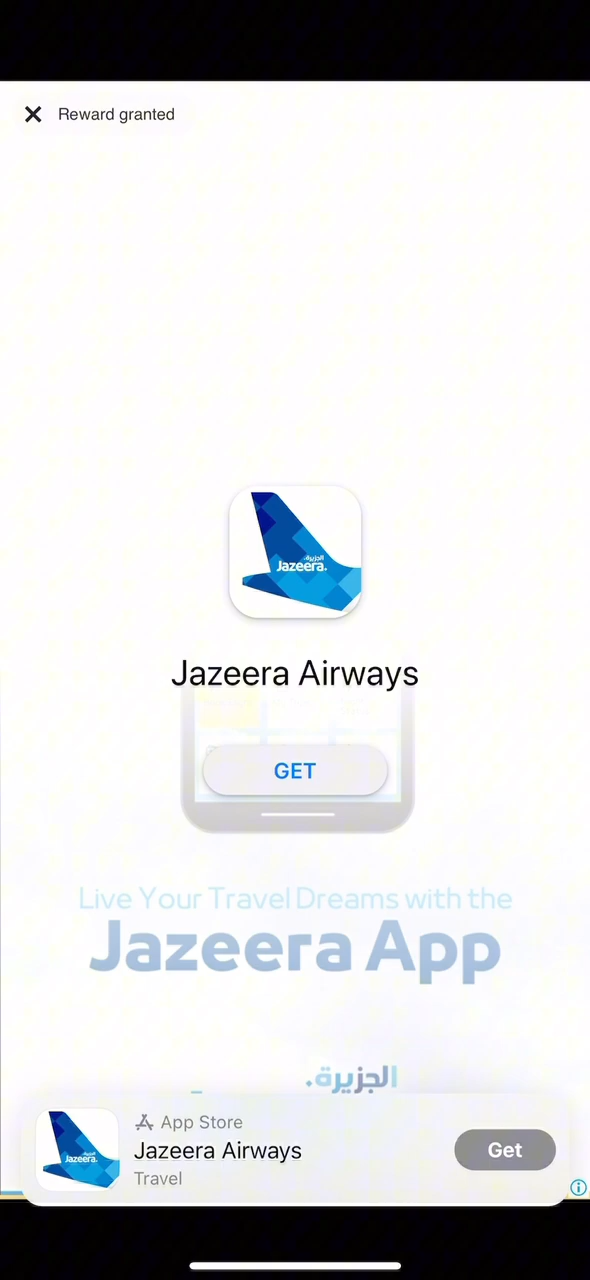 Reward granted
الجزيرة.
Jazeera.
Jazeera Airways
GET
Live Your Travel Dreams with the
Jazeera App
الجزيرة.
App Store
Jazeera Airways
Travel
Get
Jazeera.